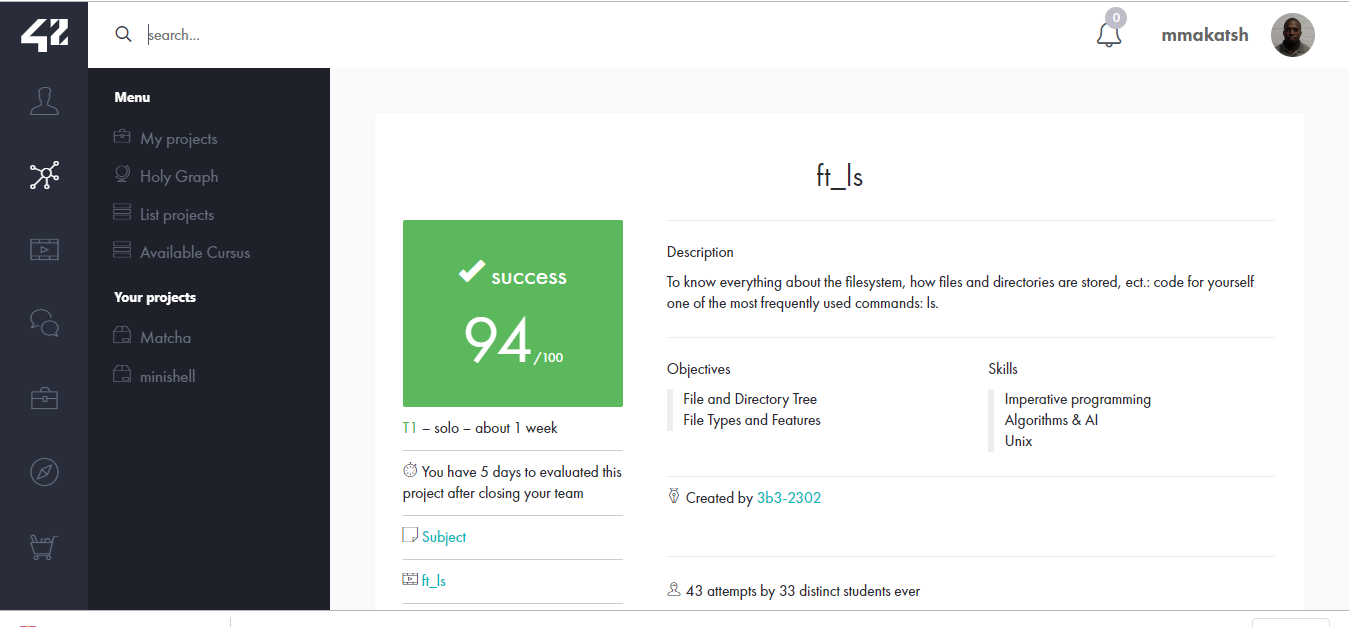 42
search...
0
mmakatsh
Menu
My projects
Holy Graph
List projects
Available Cursus
Your projects
Matcha
minishell
ft_ls
success
94/100
T1 – solo – about 1 week
You have 5 days to evaluated this
project after closing your team
Subject
ft_ls
Description
To know everything about the filesystem, how files and directories are stored, ect.: code for yourself
one of the most frequently used commands: ls.
Objectives
File and Directory Tree
File Types and Features
Skills
Imperative programming
Algorithms & AI
Unix
Created by 3b3-2302
43 attempts by 33 distinct students ever